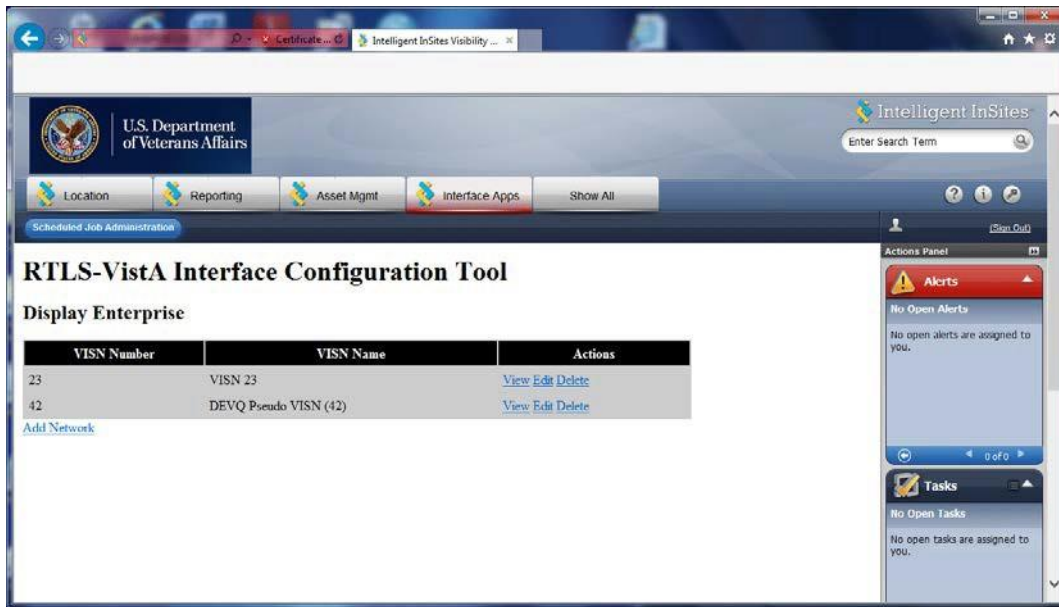 Certificate ...
Intelligent InSites Visibility ...
U.S. Department
of Veterans Affairs
Intelligent InSites
Enter Search Term
Location
Reporting
Asset Mgmt
Interface Apps
Show All
Scheduled Job Administration
(Sign Out)
RTLS-VistA Interface Configuration Tool
Display Enterprise
VISN Number VISN Name Actions
23 VISN 23 View Edit Delete
42 DEVQ Pseudo VISN (42) View Edit Delete
Add Network
Actions Panel
Alerts
No Open Alerts
No open alerts are assigned to
you.
0 of 0
Tasks
No Open Tasks
No open tasks are assigned to
you.